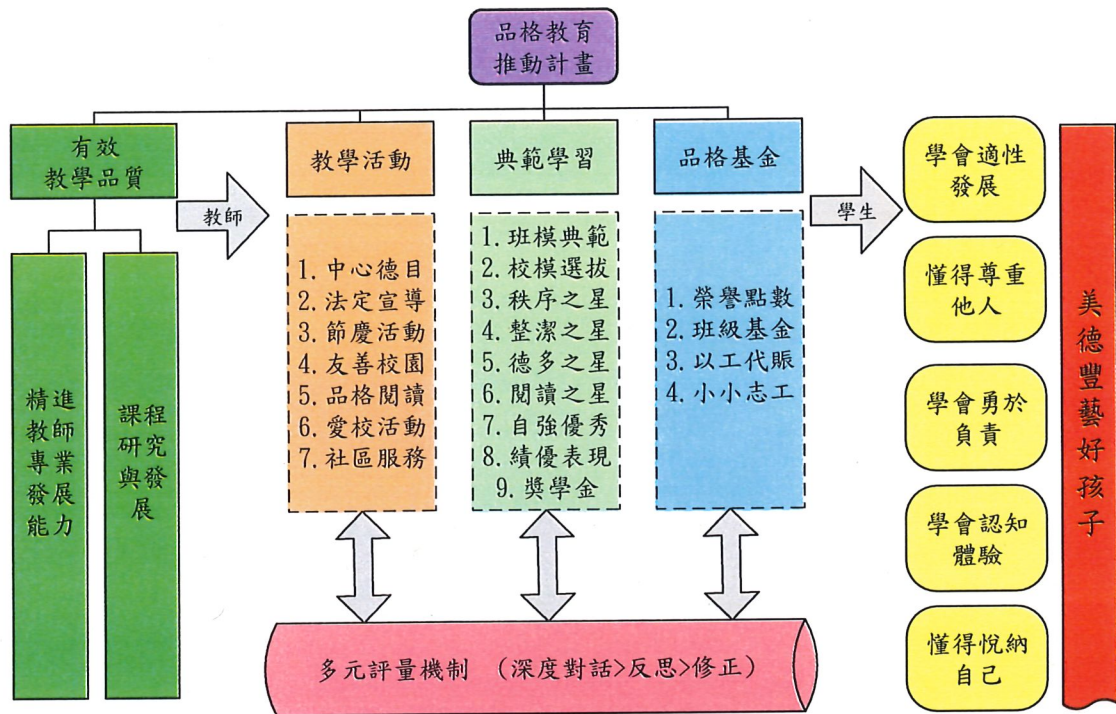 品格教育
推動計畫
有效
教學品質
教師
教學活動
典範學習
品格基金
學生
精進
教師
專業
發展
能力
課程
研究
與發
展
1. 中心德目
2. 法定宣導
3. 節慶活動
4. 友善校園
5. 品格閱讀
6. 愛校活動
7. 社區服務
1. 班模典範
2. 校模選拔
3. 秩序之星
4. 整潔之星
5. 德多之星
6. 閱讀之星
7. 自強優秀
8. 績優表現
9. 獎學金
1. 榮譽點數
2. 班級基金
3. 以工代賑
4. 小小志工
多元評量機制 (深度對話>反思>修正)
學會適性
發展
懂得尊重
他人
學會勇於
負責
學會認知
體驗
懂得悅納
自己
美德豐藝好孩子